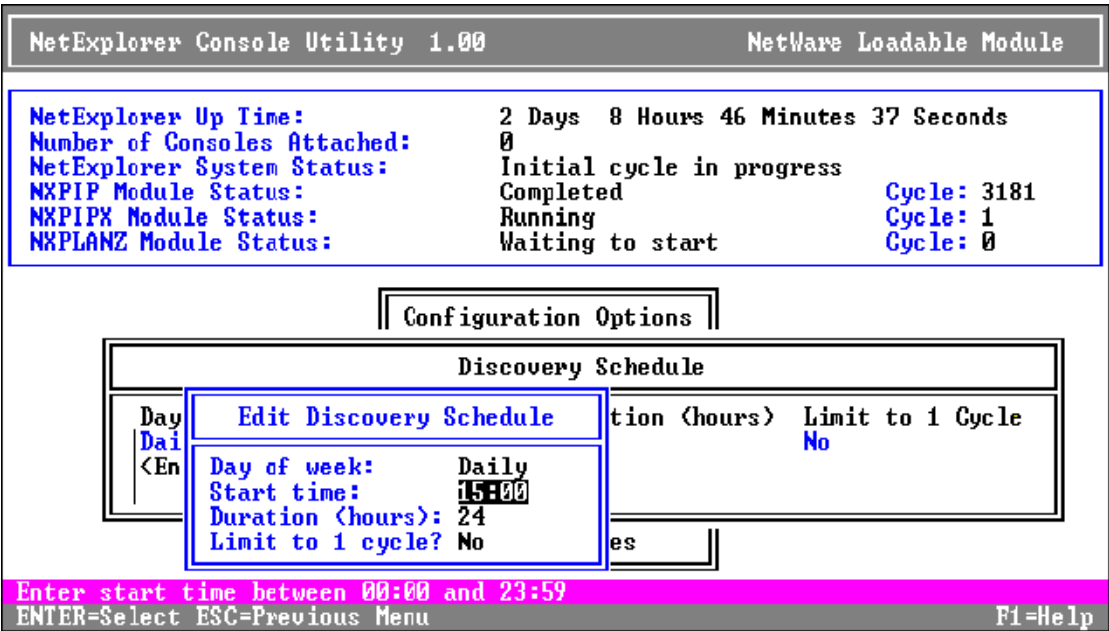 NetExplorer Console Utility 1.00 NetWare Loadable Module
NetExplorer Up Time: 2 Days 8 Hours 46 Minutes 37 Seconds
Number of Consoles Attached: 0
NetExplorer System Status: Initial cycle in progress
NXPIP Module Status: Completed Cycle: 3181
NXPIPX Module Status: Running Cycle: 1
NXPLANZ Module Status: Waiting to start Cycle: 0
Configuration Options
Discovery Schedule
Day tion (hours) Limit to 1 Cycle
Dai No
<En
Edit Discovery Schedule
Day of week: Daily
Start time: 15:00
Duration (hours): 24
Limit to 1 cycle? No
es
Enter start time between 00:00 and 23:59
ENTER=Select ESC=Previous Menu F1=Help